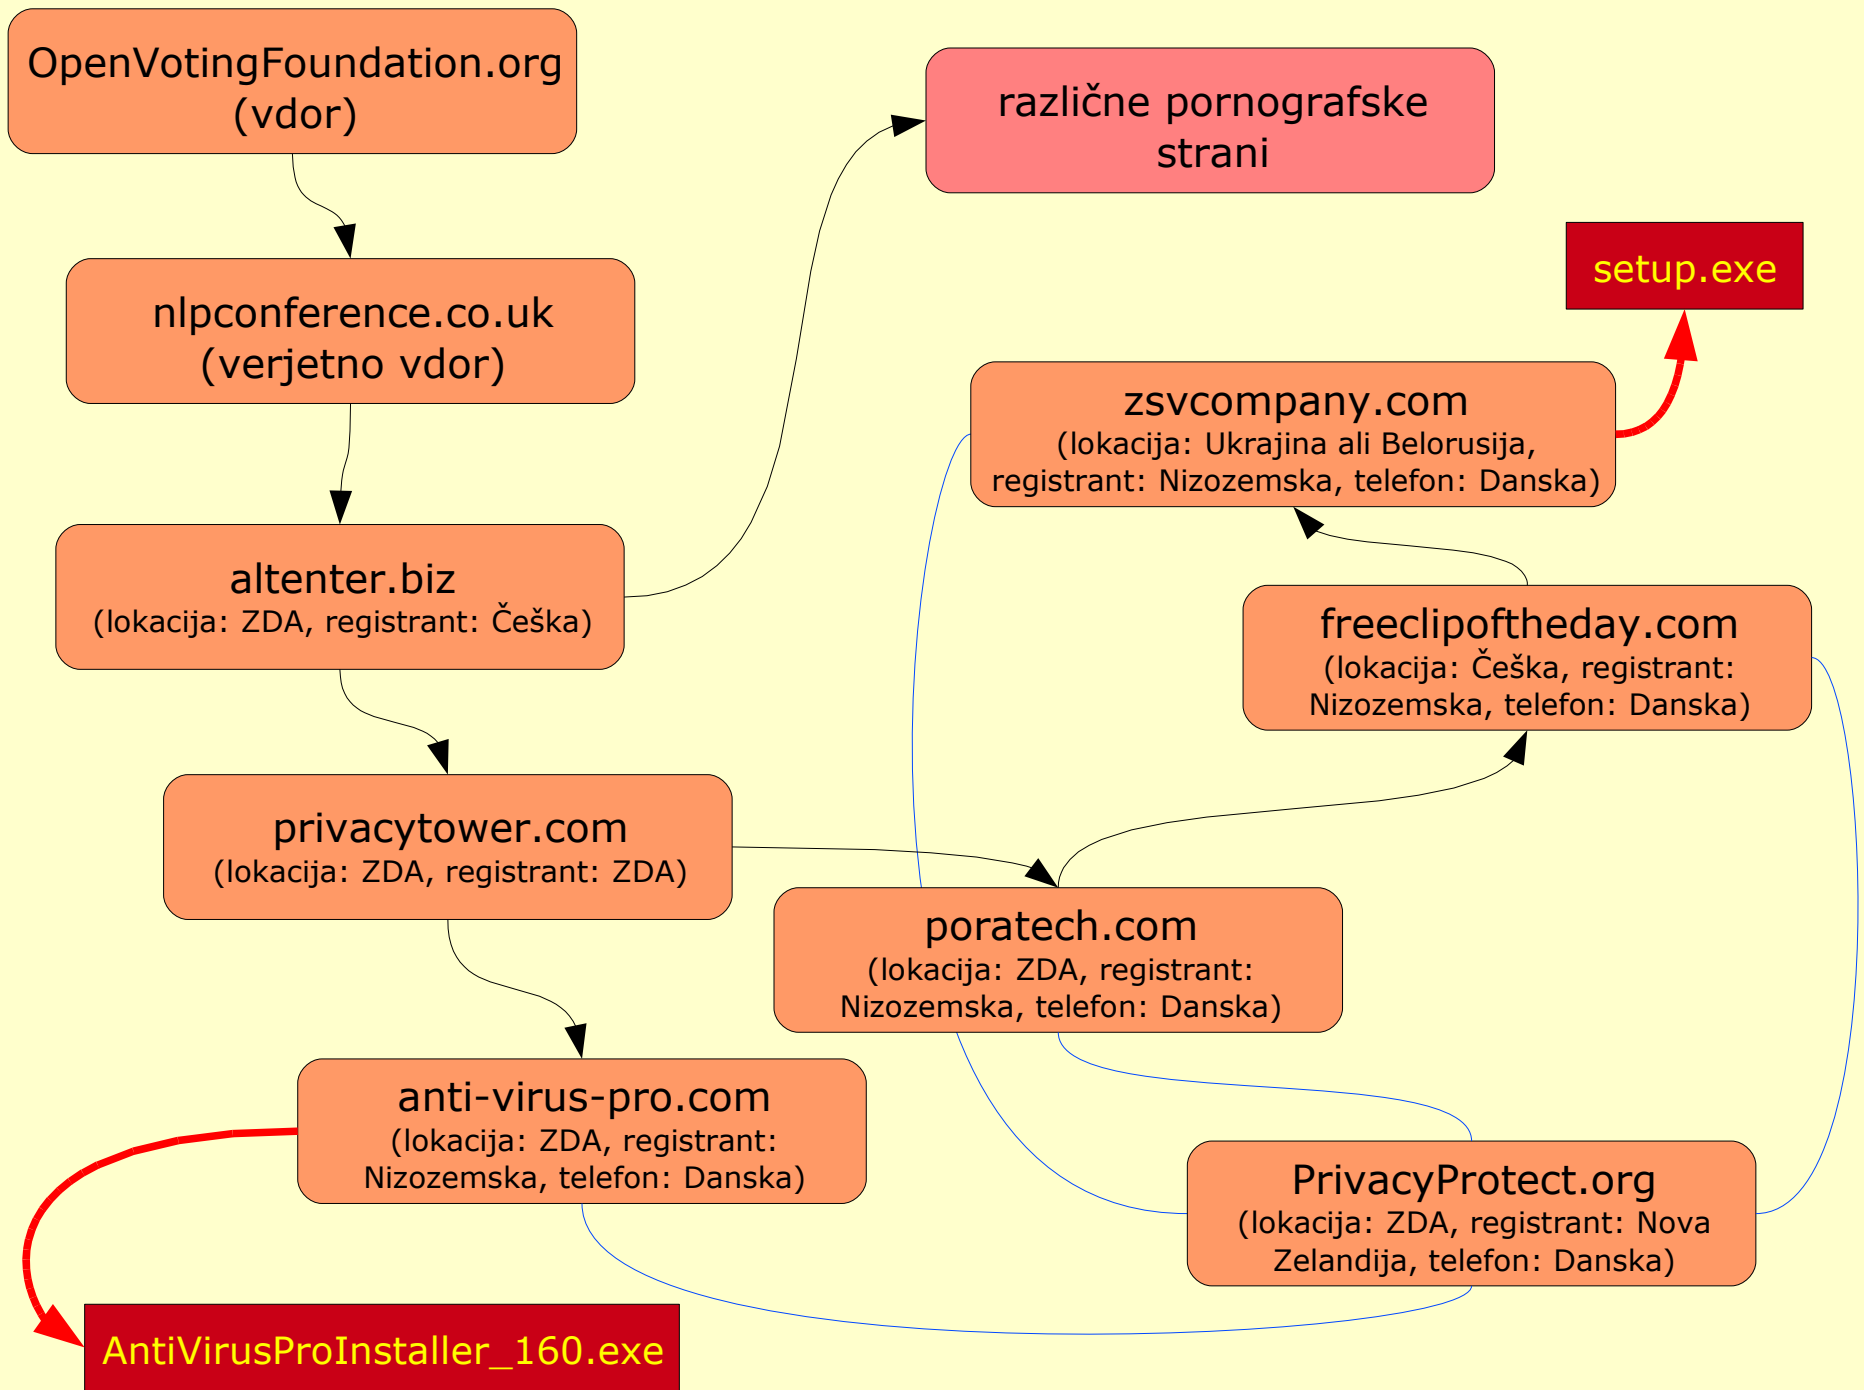 OpenVotingFoundation.org
(vdor)
različne pornografske
strani
nlpconference.co.uk
(verjetno vdor)
setup.exe
zsvcompany.com
(lokacija: Ukrajina ali Belorusija,
registrant: Nizozemska, telefon: Danska)
altenter.biz
(lokacija: ZDA, registrant: Češka)
freeclipoftheday.com
(lokacija: Češka, registrant:
Nizozemska, telefon: Danska)
privacytower.com
(lokacija: ZDA, registrant: ZDA)
poratech.com
(lokacija: ZDA, registrant:
Nizozemska, telefon: Danska)
anti-virus-pro.com
(lokacija: ZDA, registrant:
Nizozemska, telefon: Danska)
PrivacyProtect.org
(lokacija: ZDA, registrant: Nova
Zelandija, telefon: Danska)
AntiVirusProInstaller_160.exe